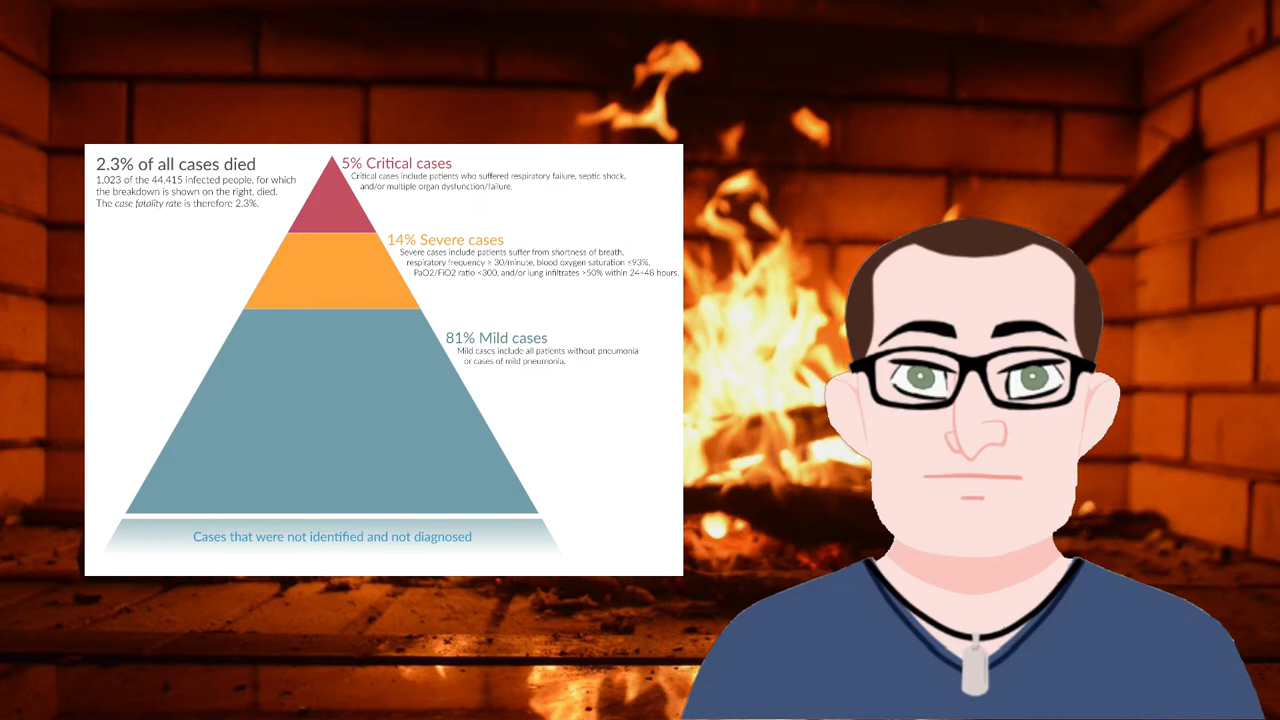 2.3% of all cases died
1,023 of the 44,415 infected people, for which
the breakdown is shown on the right, died.
The case fatality rate is therefore 2.3%.
5% Critical cases
Critical cases include patients who suffered respiratory failure, septic shock,
and/or multiple organ dysfunction/failure.
14% Severe cases
Severe cases include patients suffer from shortness of breath,
respiratory frequency ≥ 30/minute, blood oxygen saturation ≤93%,
PaO2/FiO2 ratio <300, and/or lung infiltrates >50% within 24–48 hours.
81% Mild cases
Mild cases include all patients without pneumonia
or cases of mild pneumonia.
Cases that were not identified and not diagnosed